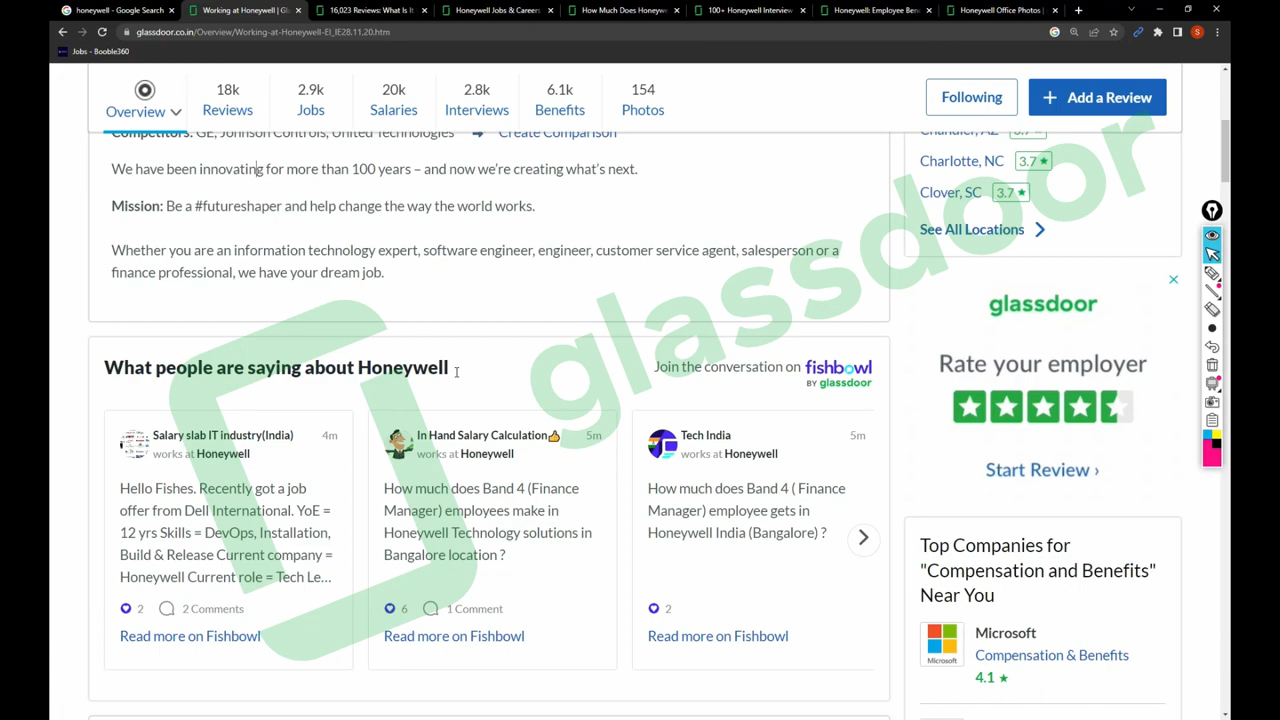 honeywell - Google Search
Working at Honeywell | Gl
16,023 Reviews: What Is It
Honeywell Jobs & Careers
How Much Does Honeyw
100+ Honeywell Interview
Honeywell: Employee Ben
Honeywell Office Photos |
glassdoor.co.in/Overview/Working-at-Honeywell-EI_IE28.11,20.htm
S
Jobs - Booble360
Overview
18k
Reviews
2.9k
Jobs
20k
Salaries
2.8k
Interviews
6.1k
Benefits
154
Photos
Following
+ Add a Review
Competitors: GE, Johnson Controls, United Technologies
Create Comparison
We have been innovating for more than 100 years – and now we're creating what's next.
Mission: Be a #futureshaper and help change the way the world works.
Whether you are an information technology expert, software engineer, engineer, customer service agent, salesperson or a
finance professional, we have your dream job.
Chandler, AZ 3.7 ★
Charlotte, NC 3.7 ★
Clover, SC 3.7 ★
See All Locations
glassdoor
What people are saying about Honeywell
Join the conversation on fishbowl
BY glassdoor
Salary slab IT industry(India) 4m
works at Honeywell
Hello Fishes. Recently got a job
offer from Dell International. YoE =
12 yrs Skills = DevOps, Installation,
Build & Release Current company =
Honeywell Current role = Tech Le...
2
2 Comments
Read more on Fishbowl
In Hand Salary Calculation👍 5m
works at Honeywell
How much does Band 4 (Finance
Manager) employees make in
Honeywell Technology solutions in
Bangalore location ?
6
1 Comment
Read more on Fishbowl
Tech India 5m
works at Honeywell
How much does Band 4 ( Finance
Manager) employee gets in
Honeywell India (Bangalore) ?
2
Read more on Fishbowl
glassdoor
Rate your employer
Start Review ›
Top Companies for
"Compensation and Benefits"
Near You
Microsoft
Microsoft
Compensation & Benefits
4.1 ★